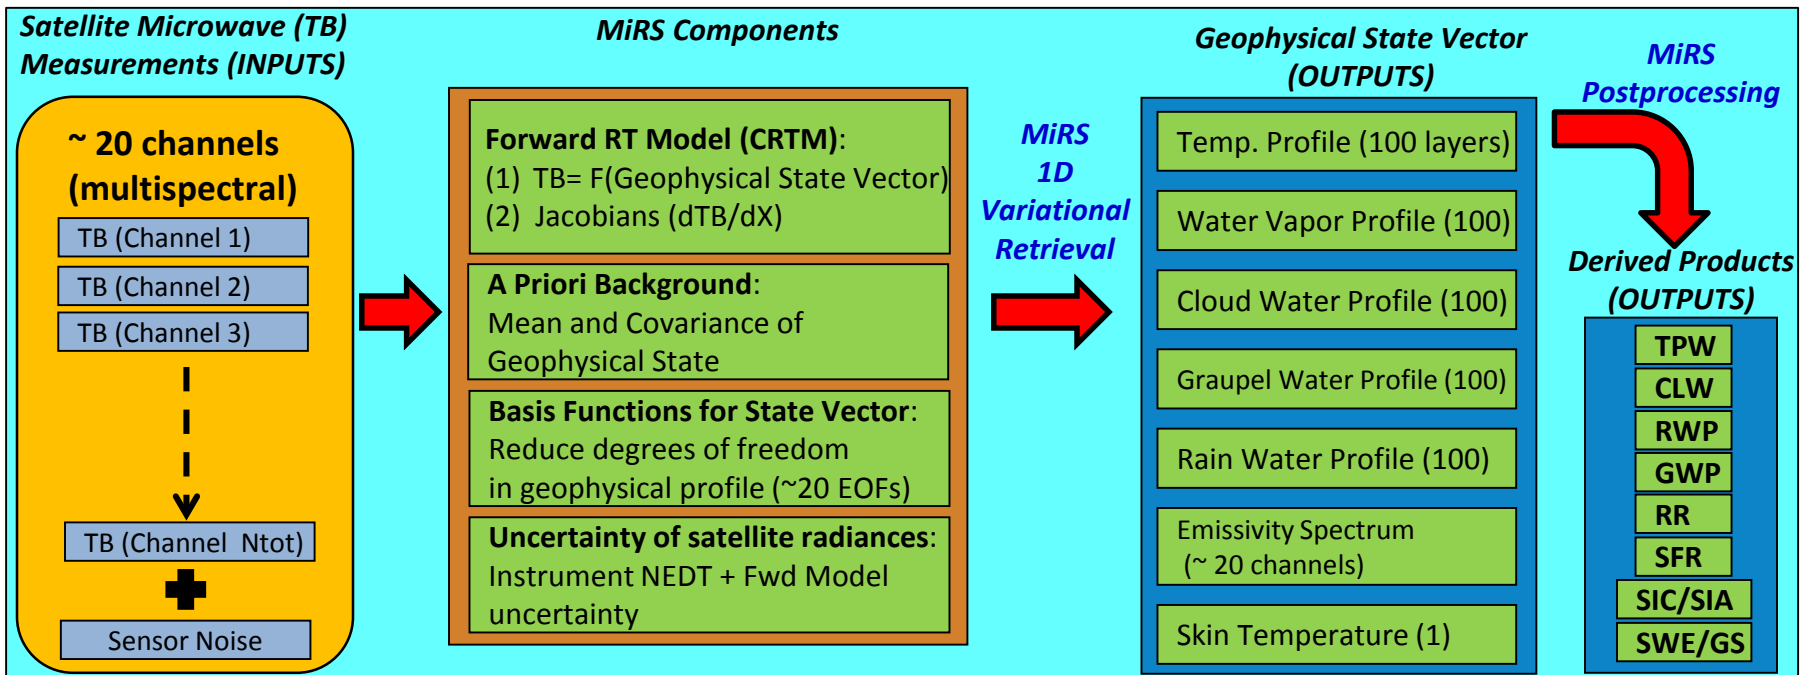 Satellite Microwave (TB)
Measurements (INPUTS)
~ 20 channels
(multispectral)
TB (Channel 1)
TB (Channel 2)
TB (Channel 3)
TB (Channel Ntot)
Sensor Noise
MiRS Components
Forward RT Model (CRTM):
(1) TB= F(Geophysical State Vector)
(2) Jacobians (dTB/dX)
A Priori Background:
Mean and Covariance of
Geophysical State
Basis Functions for State Vector:
Reduce degrees of freedom
in geophysical profile (~20 EOFs)
Uncertainty of satellite radiances:
Instrument NEDT + Fwd Model
uncertainty
MiRS
1D
Variational
Retrieval
Geophysical State Vector
(OUTPUTS)
Temp. Profile (100 layers)
Water Vapor Profile (100)
Cloud Water Profile (100)
Graupel Water Profile (100)
Rain Water Profile (100)
Emissivity Spectrum
(~ 20 channels)
Skin Temperature (1)
MiRS
Postprocessing
Derived Products
(OUTPUTS)
TPW
CLW
RWP
GWP
RR
SFR
SIC/SIA
SWE/GS